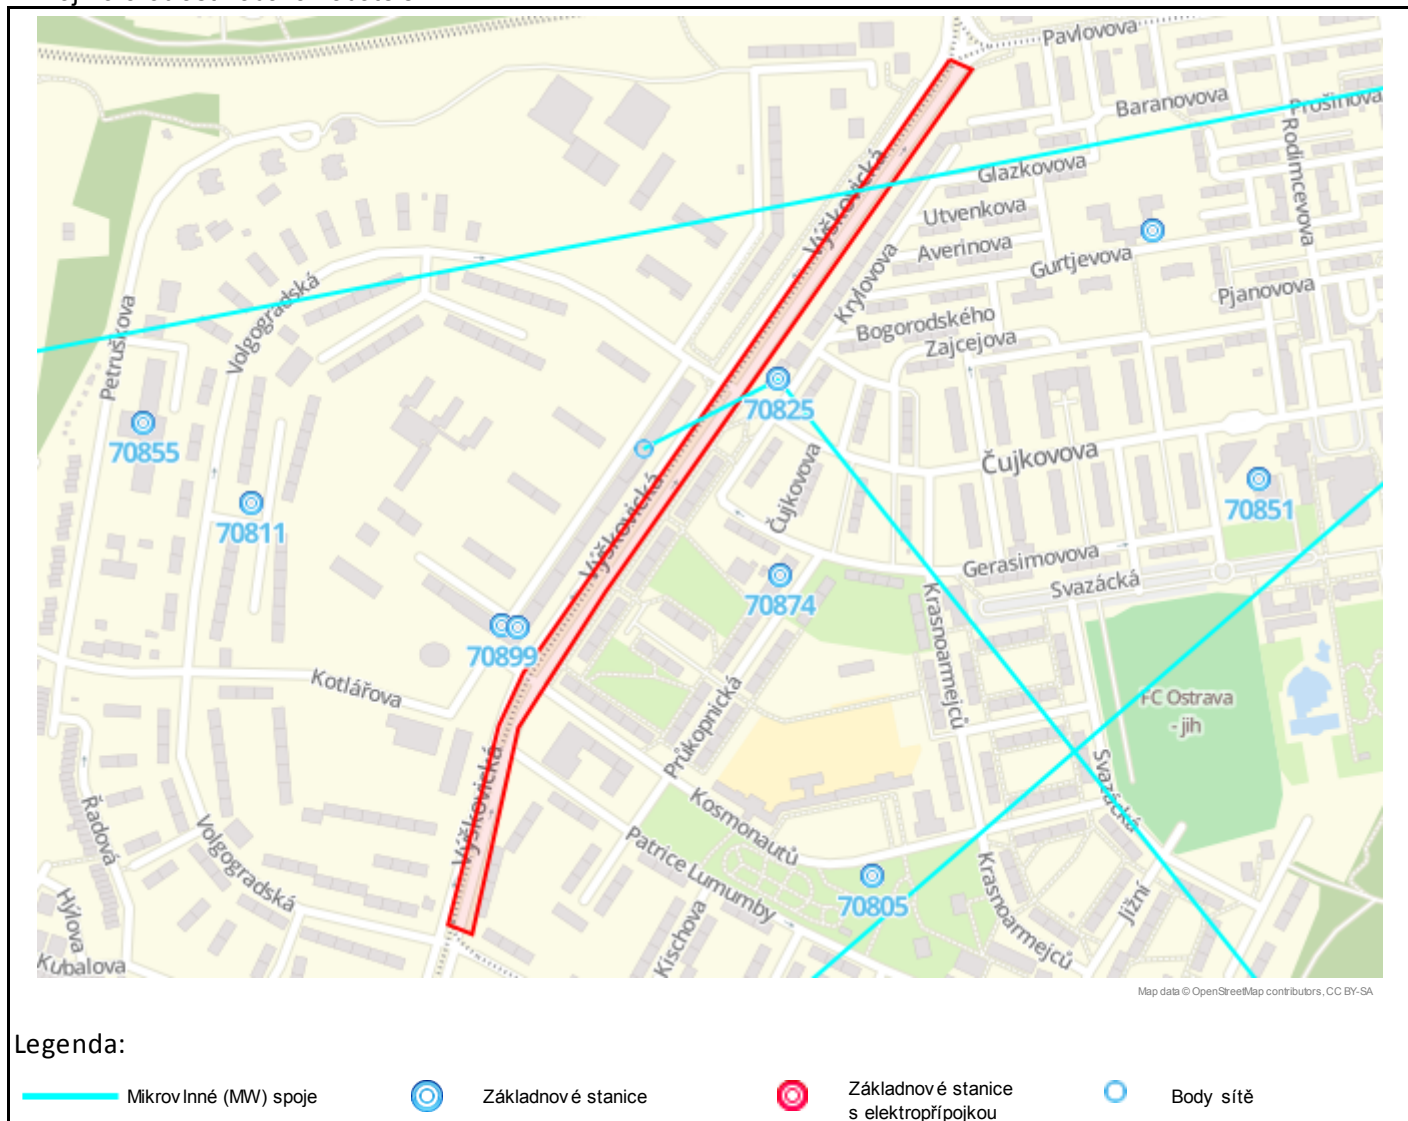 Pavlovova
Baranovova
Prošinova
Rodimcevova
Glazkovova
Výškovická
Utvenkova
Averinova
Gurtjevova
Krylovova
Pjanovova
Bogorodského
Zajcejova
Volgogradská
Petruškova
70825
70855
Čujkovova
Čujkovova
70811
70851
Výškovická
Gerasimovova
Svazácká
70874
Krasnoarmejců
70899
Kotlářova
FC Ostrava
- jih
Průkopnická
Výškovická
Svazácká
Řadová
Volgogradská
Kosmonautů
Patrice Lumumby
70805
Krasnoarmejců
Jižní
Hýlova
Kischova
Kubalova
Map data © OpenStreetMap contributors, CC BY-SA
Legenda:
Mikrovlnné (MW) spoje
Základnové stanice
Základnové stanice
s elektropřípojkou
Body sítě